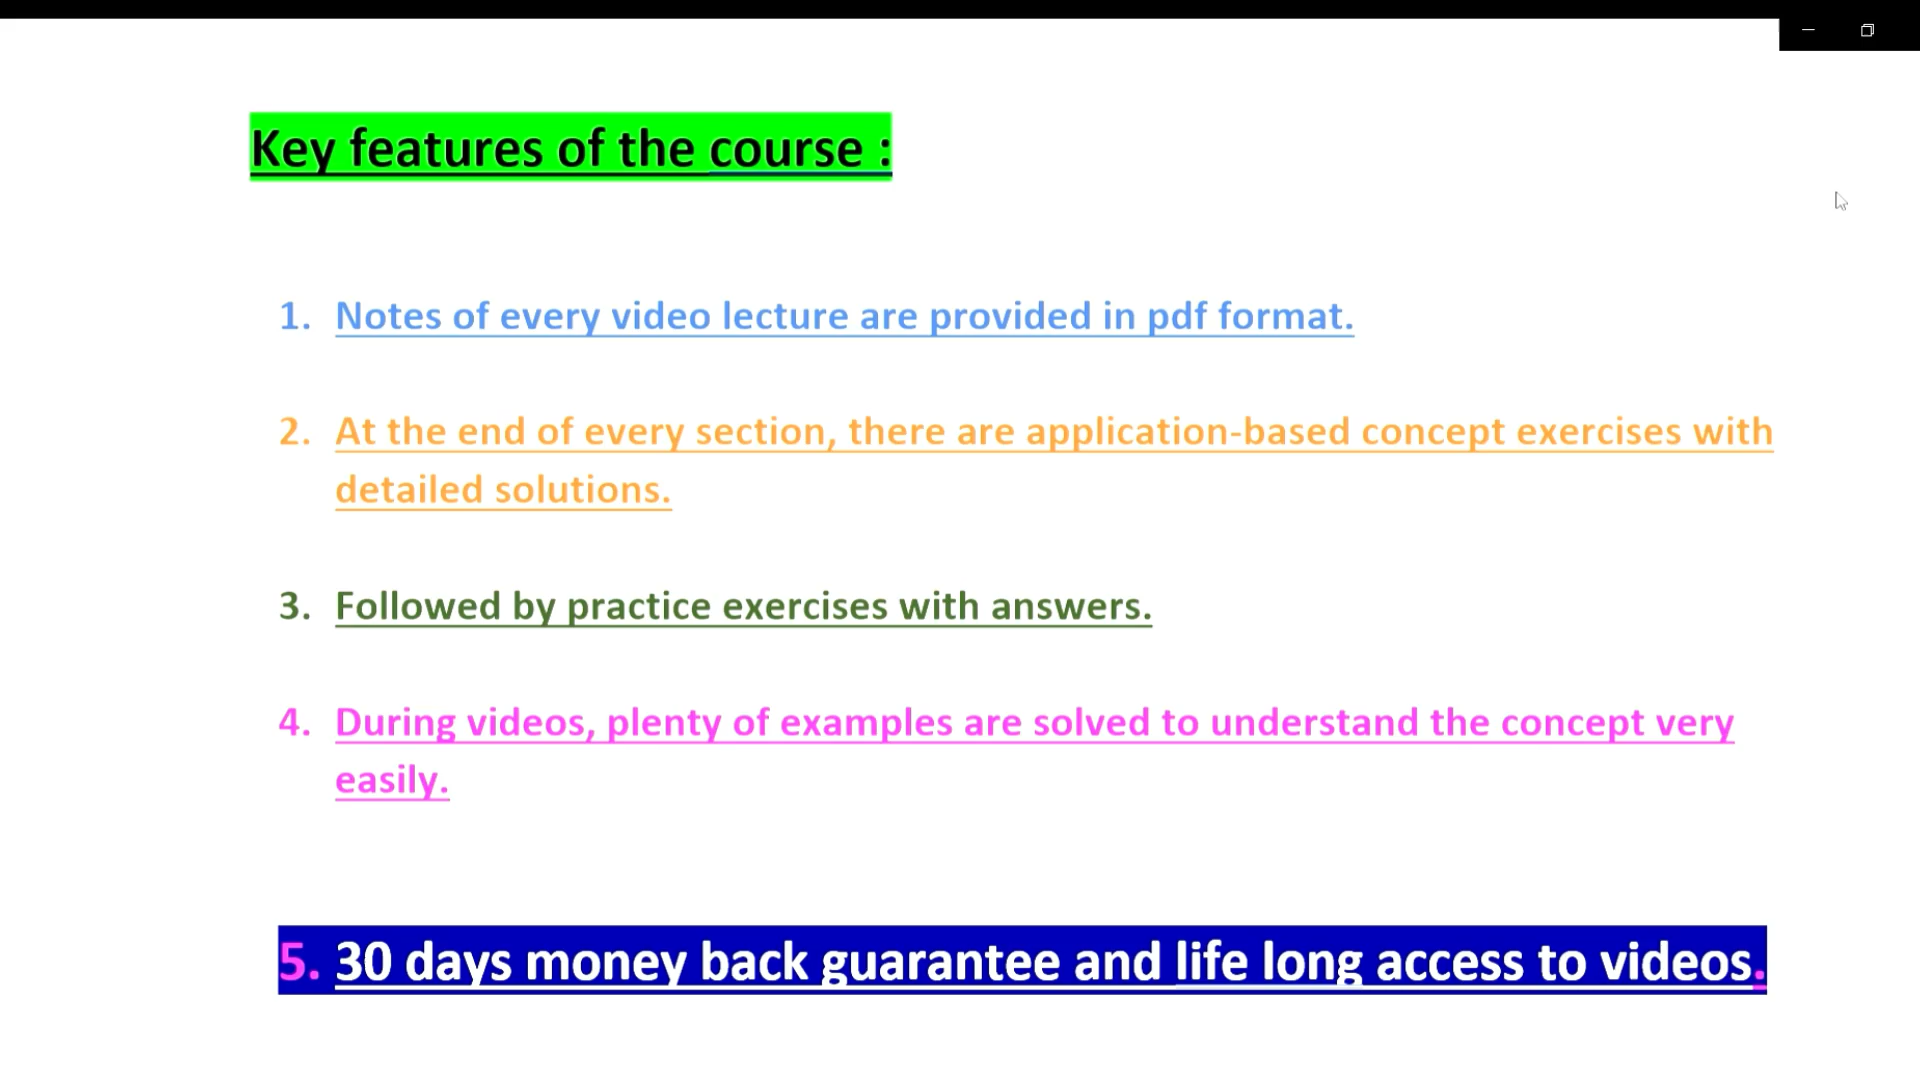 Key features of the course :
1. Notes of every video lecture are provided in pdf format.
2. At the end of every section, there are application-based concept exercises with
detailed solutions.
3. Followed by practice exercises with answers.
4. During videos, plenty of examples are solved to understand the concept very
easily.
5. 30 days money back guarantee and life long access to videos.